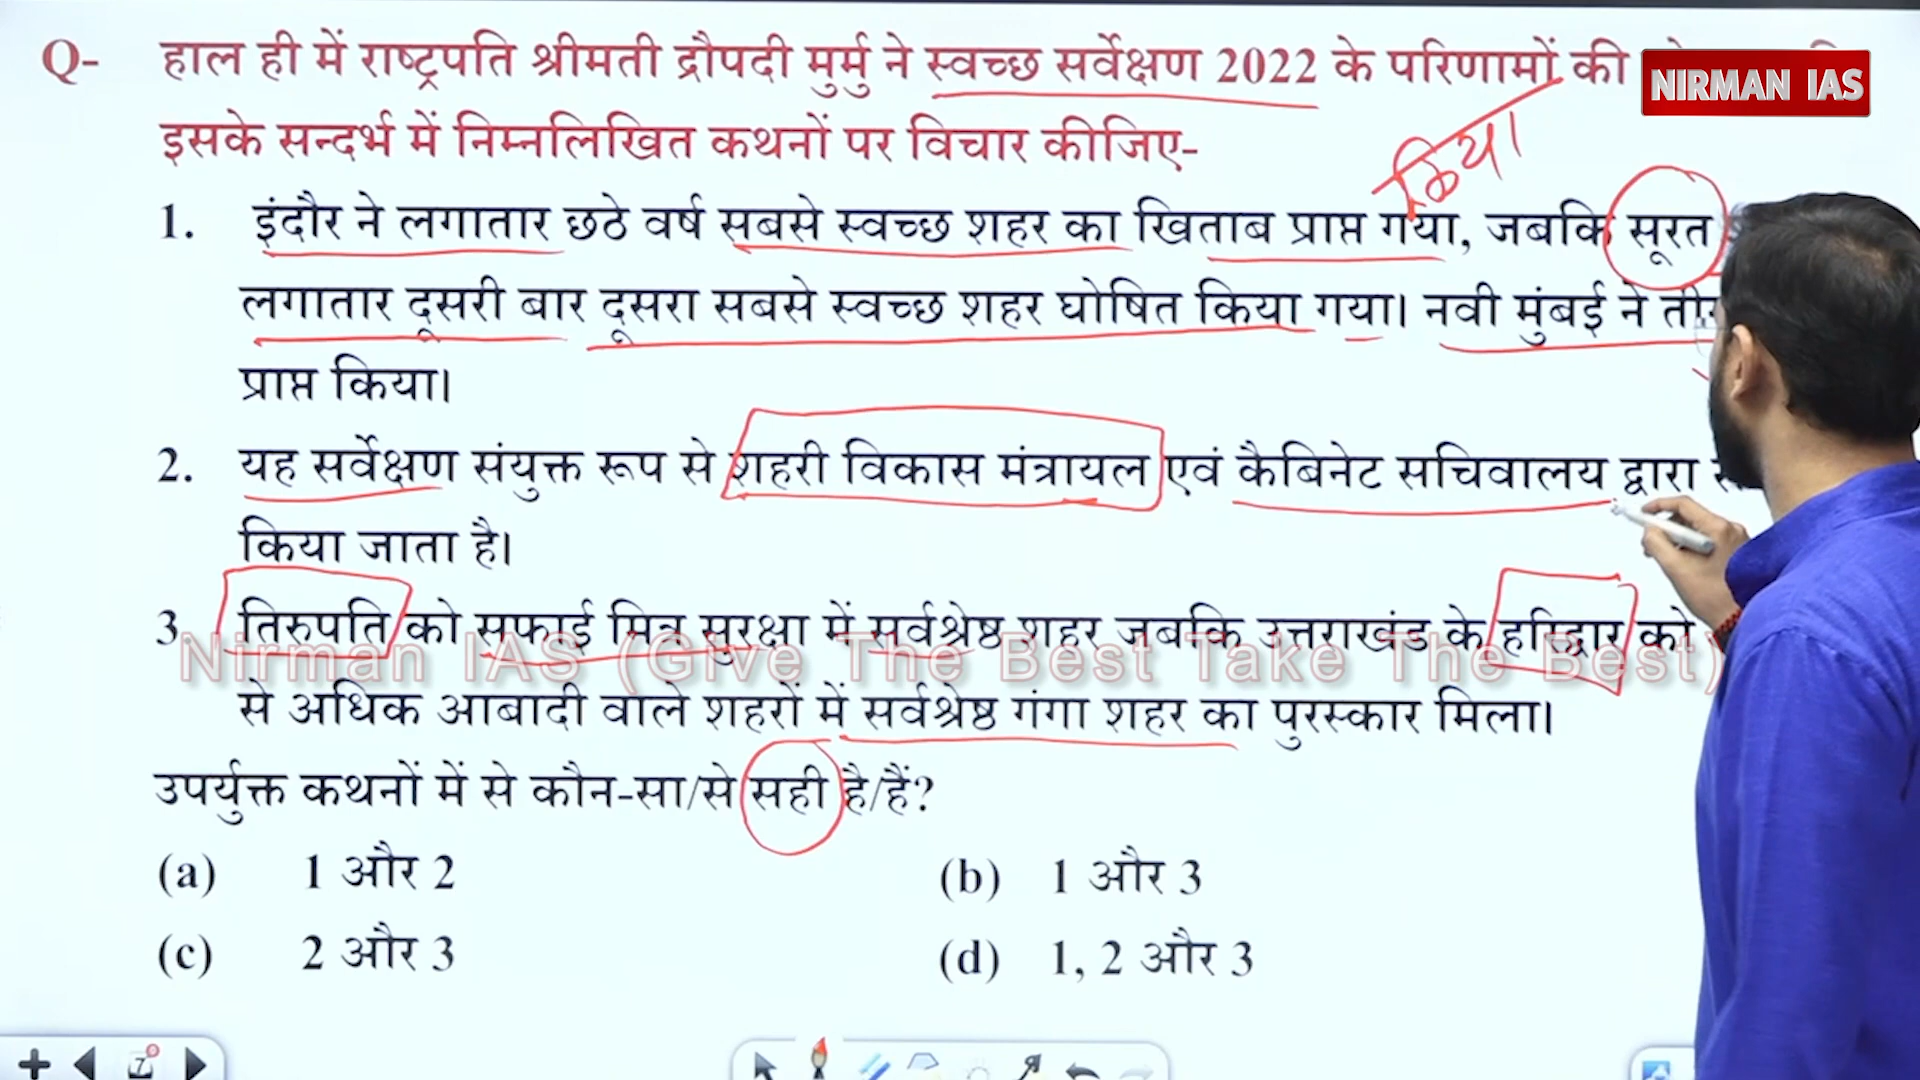 Q- हाल ही में राष्ट्रपति श्रीमती द्रौपदी मुर्मु ने स्वच्छ सर्वेक्षण 2022 के परिणामों की
NIRMAN IAS
इसके सन्दर्भ में निम्नलिखित कथनों पर विचार कीजिए-
किया
1. इंदौर ने लगातार छठे वर्ष सबसे स्वच्छ शहर का खिताब प्राप्त गया, जबकि सूरत
लगातार दूसरी बार दूसरा सबसे स्वच्छ शहर घोषित किया गया। नवी मुंबई ने
प्राप्त किया।
2. यह सर्वेक्षण संयुक्त रूप से शहरी विकास मंत्रायल एवं कैबिनेट सचिवालय द्वारा
किया जाता है।
3. तिरुपति को सफाई मित्र सुरक्षा में सर्वश्रेष्ठ शहर जबकि उत्तराखंड के हरिद्वार को
Nirman IAS (Give The Best Take The Best)
से अधिक आबादी वाले शहरों में सर्वश्रेष्ठ गंगा शहर का पुरस्कार मिला।
उपर्युक्त कथनों में से कौन-सा/से सही है/हैं?
(a) 1 और 2 (b) 1 और 3
(c) 2 और 3 (d) 1, 2 और 3
7